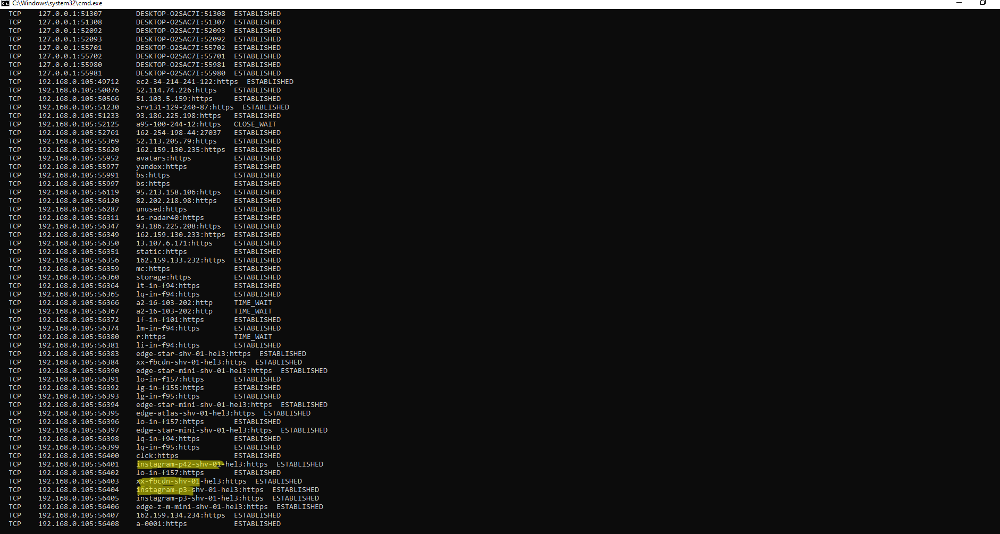 C:\Windows\system32\cmd.exe
TCP 127.0.0.1:51307 DESKTOP-O2SAC7I:51308 ESTABLISHED
TCP 127.0.0.1:51308 DESKTOP-O2SAC7I:51307 ESTABLISHED
TCP 127.0.0.1:52092 DESKTOP-O2SAC7I:52093 ESTABLISHED
TCP 127.0.0.1:52093 DESKTOP-O2SAC7I:52092 ESTABLISHED
TCP 127.0.0.1:55701 DESKTOP-O2SAC7I:55702 ESTABLISHED
TCP 127.0.0.1:55702 DESKTOP-O2SAC7I:55701 ESTABLISHED
TCP 127.0.0.1:55980 DESKTOP-O2SAC7I:55981 ESTABLISHED
TCP 127.0.0.1:55981 DESKTOP-O2SAC7I:55980 ESTABLISHED
TCP 192.168.0.105:49712 ec2-34-214-241-122:https ESTABLISHED
TCP 192.168.0.105:50076 52.114.74.226:https ESTABLISHED
TCP 192.168.0.105:50566 51.103.5.159:https ESTABLISHED
TCP 192.168.0.105:51230 srv131-129-240-87:https ESTABLISHED
TCP 192.168.0.105:51233 93.186.225.198:https ESTABLISHED
TCP 192.168.0.105:52125 a95-100-244-12:https CLOSE_WAIT
TCP 192.168.0.105:52761 162-254-198-44:27037 ESTABLISHED
TCP 192.168.0.105:55369 52.113.205.79:https ESTABLISHED
TCP 192.168.0.105:55620 162.159.130.235:https ESTABLISHED
TCP 192.168.0.105:55952 avatars:https ESTABLISHED
TCP 192.168.0.105:55977 yandex:https ESTABLISHED
TCP 192.168.0.105:55991 bs:https ESTABLISHED
TCP 192.168.0.105:55997 bs:https ESTABLISHED
TCP 192.168.0.105:56119 95.213.158.106:https ESTABLISHED
TCP 192.168.0.105:56120 82.202.218.98:https ESTABLISHED
TCP 192.168.0.105:56287 unused:https ESTABLISHED
TCP 192.168.0.105:56311 is-radar40:https ESTABLISHED
TCP 192.168.0.105:56347 93.186.225.208:https ESTABLISHED
TCP 192.168.0.105:56349 162.159.130.233:https ESTABLISHED
TCP 192.168.0.105:56350 13.107.6.171:https ESTABLISHED
TCP 192.168.0.105:56351 static:https ESTABLISHED
TCP 192.168.0.105:56356 162.159.133.232:https ESTABLISHED
TCP 192.168.0.105:56359 mc:https ESTABLISHED
TCP 192.168.0.105:56360 storage:https ESTABLISHED
TCP 192.168.0.105:56364 lt-in-f94:https ESTABLISHED
TCP 192.168.0.105:56365 lq-in-f94:https ESTABLISHED
TCP 192.168.0.105:56366 a2-16-103-202:http TIME_WAIT
TCP 192.168.0.105:56367 a2-16-103-202:http TIME_WAIT
TCP 192.168.0.105:56372 lf-in-f101:https ESTABLISHED
TCP 192.168.0.105:56374 lm-in-f94:https ESTABLISHED
TCP 192.168.0.105:56380 r:https TIME_WAIT
TCP 192.168.0.105:56381 li-in-f94:https ESTABLISHED
TCP 192.168.0.105:56383 edge-star-shv-01-hel3:https ESTABLISHED
TCP 192.168.0.105:56384 xx-fbcdn-shv-01-hel3:https ESTABLISHED
TCP 192.168.0.105:56390 edge-star-mini-shv-01-hel3:https ESTABLISHED
TCP 192.168.0.105:56391 lo-in-f157:https ESTABLISHED
TCP 192.168.0.105:56392 lg-in-f155:https ESTABLISHED
TCP 192.168.0.105:56393 lg-in-f95:https ESTABLISHED
TCP 192.168.0.105:56394 edge-star-mini-shv-01-hel3:https ESTABLISHED
TCP 192.168.0.105:56395 edge-atlas-shv-01-hel3:https ESTABLISHED
TCP 192.168.0.105:56396 lo-in-f157:https ESTABLISHED
TCP 192.168.0.105:56397 edge-star-mini-shv-01-hel3:https ESTABLISHED
TCP 192.168.0.105:56398 lq-in-f94:https ESTABLISHED
TCP 192.168.0.105:56399 lq-in-f95:https ESTABLISHED
TCP 192.168.0.105:56400 clck:https ESTABLISHED
TCP 192.168.0.105:56401 instagram-p42-shv-01-hel3:https ESTABLISHED
TCP 192.168.0.105:56402 lo-in-f157:https ESTABLISHED
TCP 192.168.0.105:56403 xx-fbcdn-shv-01-hel3:https ESTABLISHED
TCP 192.168.0.105:56404 instagram-p3-shv-01-hel3:https ESTABLISHED
TCP 192.168.0.105:56405 instagram-p3-shv-01-hel3:https ESTABLISHED
TCP 192.168.0.105:56406 edge-z-m-mini-shv-01-hel3:https ESTABLISHED
TCP 192.168.0.105:56407 162.159.134.234:https ESTABLISHED
TCP 192.168.0.105:56408 a-0001:https ESTABLISHED